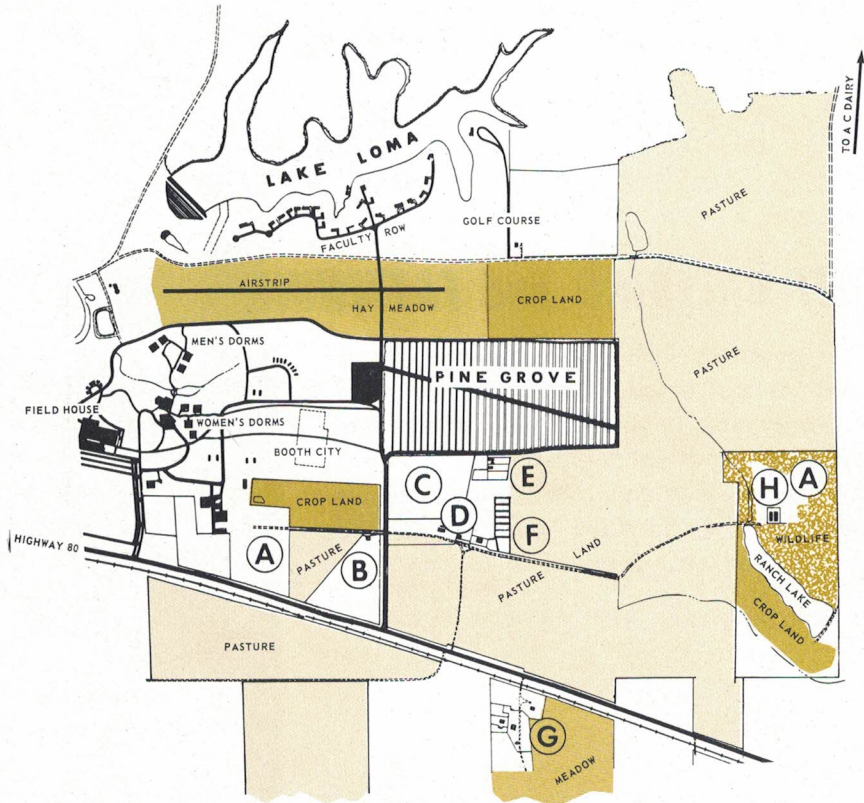 TO A C DAIRY
LAKE LOMA
PASTURE
GOLF COURSE
FACULTY ROW
AIRSTRIP
HAY MEADOW
CROP LAND
MEN'S DORMS
PASTURE
PINE GROVE
FIELD HOUSE
WOMEN'S DORMS
BOOTH CITY
C
E
H
A
CROP LAND
D
F
WILDLIFE
HIGHWAY 80
A
PASTURE
B
PASTURE LAND
RANCH LAKE
CROP LAND
PASTURE
G
MEADOW